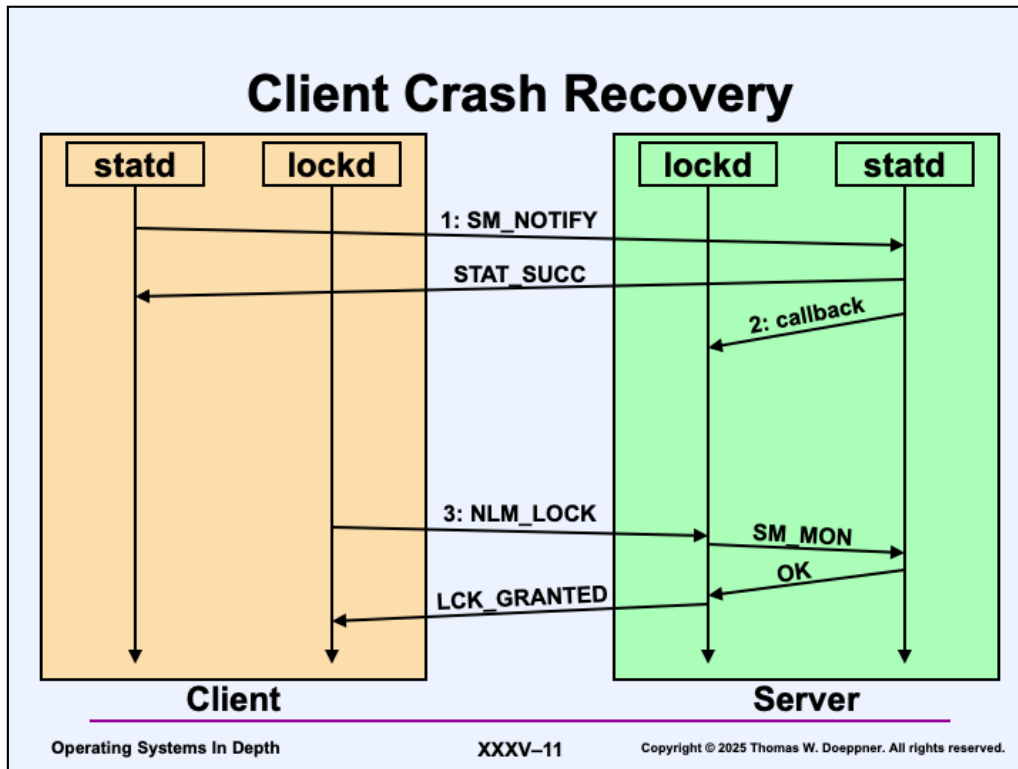 Client Crash Recovery
statd
lockd
lockd
statd
1: SM_NOTIFY
STAT_SUCC
2: callback
3: NLM_LOCK
SM_MON
OK
LCK_GRANTED
Client
Server
Operating Systems In Depth
XXXV–11
Copyright © 2025 Thomas W. Doeppner. All rights reserved.